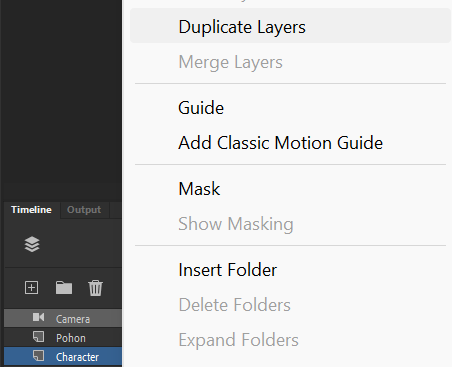 Duplicate Layers
Merge Layers
Guide
Add Classic Motion Guide
Mask
Show Masking
Insert Folder
Delete Folders
Expand Folders
Timeline Output
Camera
Pohon
Character